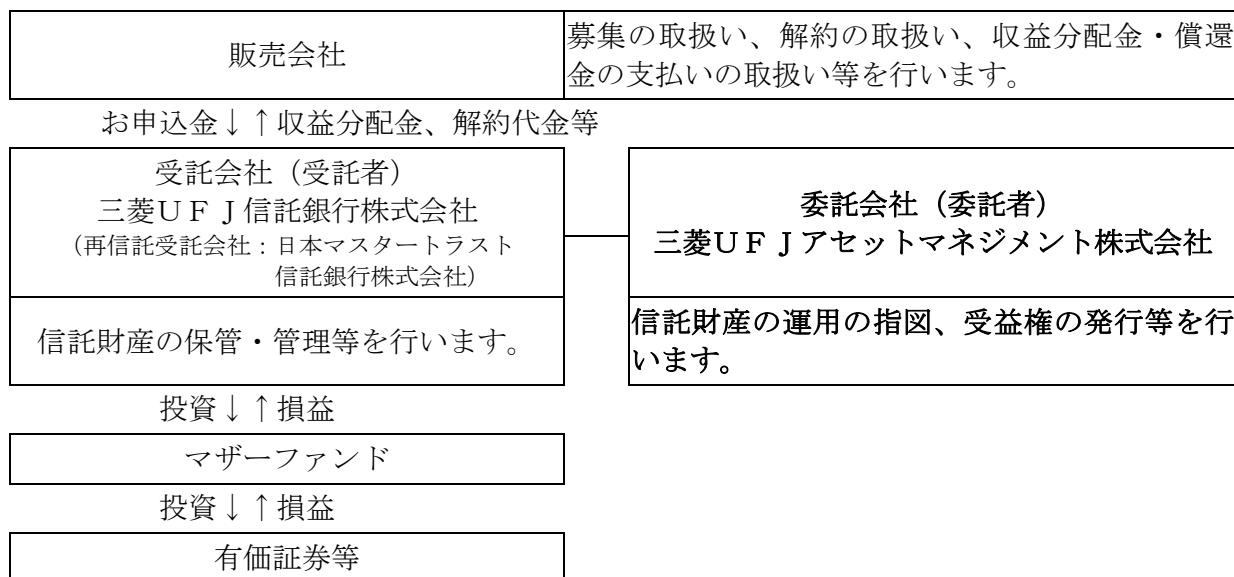 販売会社
募集の取扱い、解約の取扱い、収益分配金・償還
金の支払いの取扱い等を行います。
お申込金↓↑収益分配金、解約代金等
受託会社（受託者）
三菱ＵＦＪ信託銀行株式会社
（再信託受託会社：日本マスタートラスト
信託銀行株式会社）
委託会社（委託者）
三菱ＵＦＪアセットマネジメント株式会社
信託財産の保管・管理等を行います。
信託財産の運用の指図、受益権の発行等を行
います。
投資↓↑損益
マザーファンド
投資↓↑損益
有価証券等